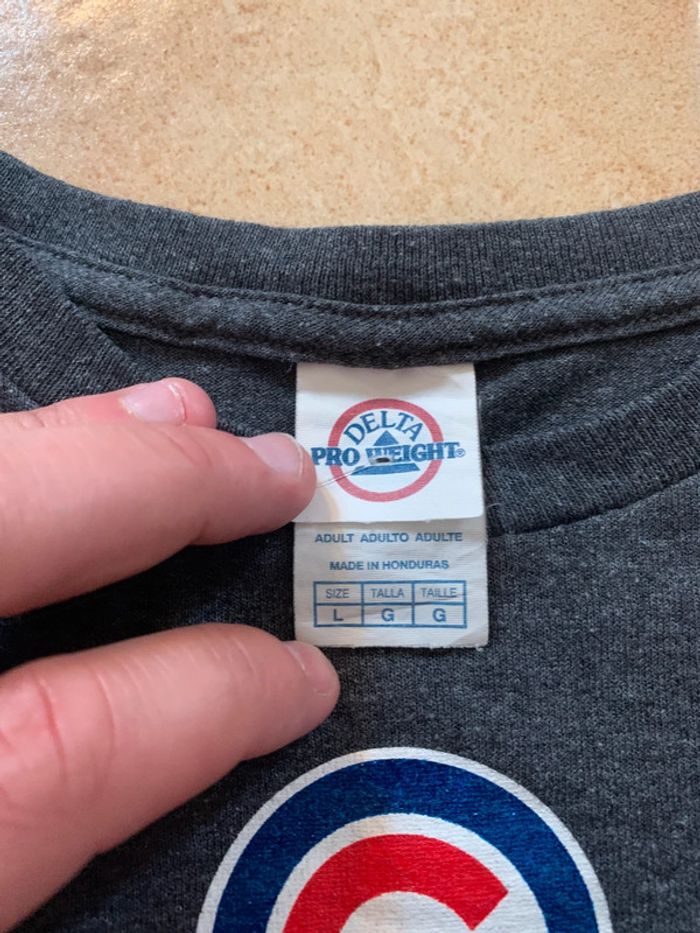 DELTA
PRO WEIGHT®
ADULT ADULTO ADULTE
MADE IN HONDURAS
SIZE TALLA TAILLE
L G G
C